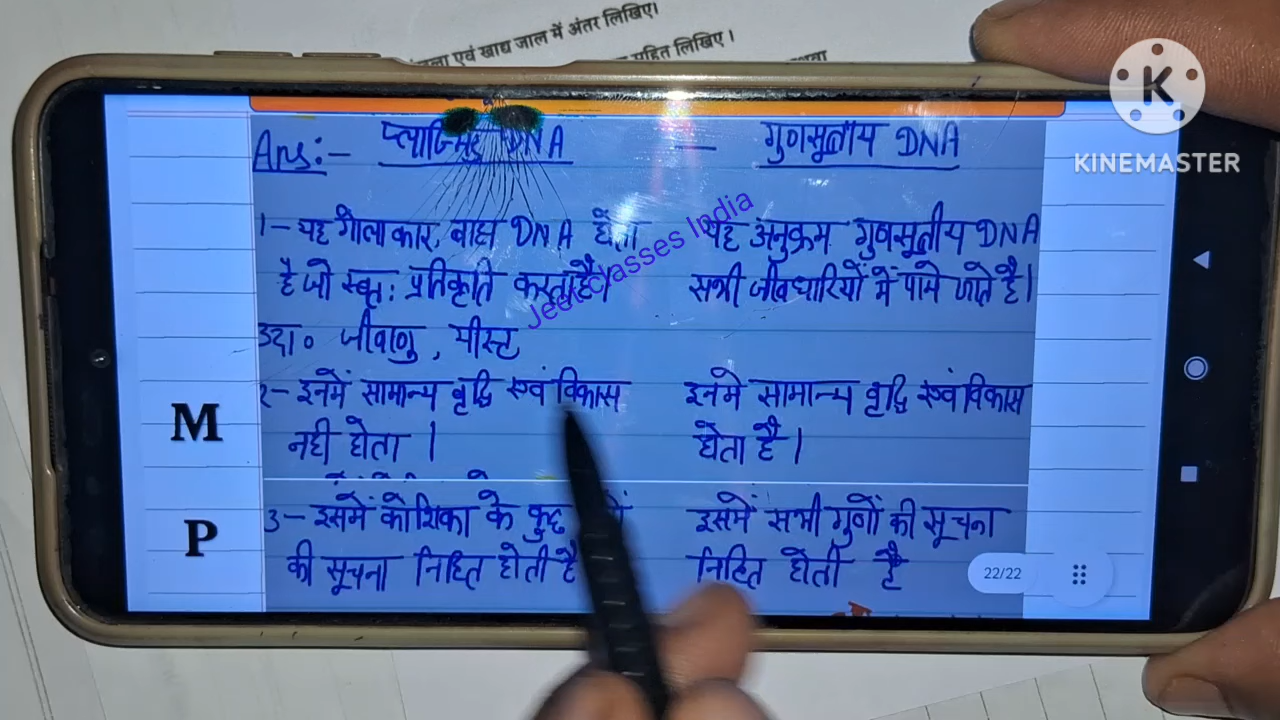 एवं खाद्य जाल में अंतर लिखिए।
सहित लिखिए।
KINEMASTER
Ans:- प्लाज्मिड DNA — गुणसूत्रीय DNA
1- यह गोलाकार, बाह्य DNA होता यह अनुक्रम गुणसूत्रीय DNA
है जो स्वतः प्रतिकृति करता है। सभी जीवधारियों में पाये जाते है।
Jeet classes India
उदा० जीवाणु, यीस्ट
2- इनमें सामान्य वृद्धि एवं विकास इनमे सामान्य वृद्धि एवं विकास
नही होता। होता है।
M
3- इसमें कोशिका के कुछ इसमें सभी गुणों की सूचना
की सूचना निहित होती है निहित होती है
P
22/22